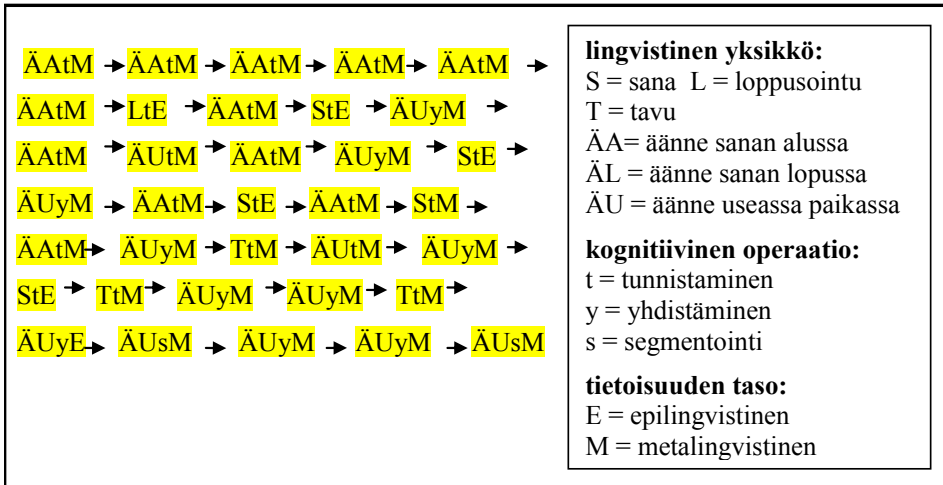 ÄAtM → ÄAtM → ÄAtM → ÄAtM → ÄAtM →
ÄAtM → LtE → ÄAtM → StE → ÄUyM →
ÄAtM → ÄUtM → ÄAtM → ÄUyM → StE →
ÄUyM → ÄAtM → StE → ÄAtM → StM →
ÄAtM → ÄUyM → TtM → ÄUtM → ÄUyM →
StE → TtM → ÄUyM → ÄUyM → TtM →
ÄUyE → ÄUsM → ÄUyM → ÄUyM → ÄUsM
lingvistinen yksikkö:
S = sana L = loppusointu
T = tavu
ÄA= äänne sanan alussa
ÄL = äänne sanan lopussa
ÄU = äänne useassa paikassa
kognitiivinen operaatio:
t = tunnistaminen
y = yhdistäminen
s = segmentointi
tietoisuuden taso:
E = epilingvistinen
M = metalingvistinen